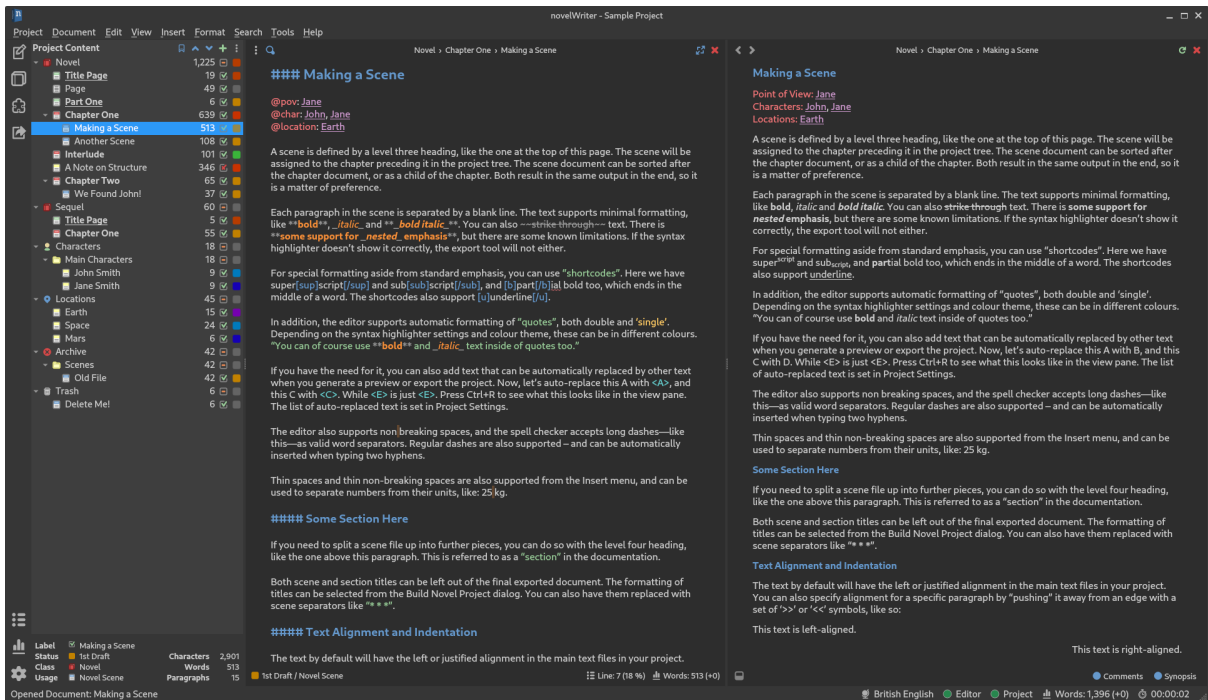 novelWriter - Sample Project
Project Document Edit View Insert Format Search Tools Help
Project Content
Novel 1,225
Title Page 19
Page 49
Part One 6
Chapter One 639
Making a Scene 513
Another Scene 108
Interlude 101
A Note on Structure 346
Chapter Two 65
We Found John! 37
Sequel 60
Title Page 5
Chapter One 55
Characters 18
Main Characters 18
John Smith 9
Jane Smith 9
Locations 45
Earth 15
Space 24
Mars 6
Archive 42
Scenes 42
Old File 42
Trash 6
Delete Me! 6
Label Making a Scene
Status 1st Draft Characters 2,901
Class Novel Words 513
Usage Novel Scene Paragraphs 15
Novel › Chapter One › Making a Scene
### Making a Scene
@pov: Jane
@char: John, Jane
@location: Earth
A scene is defined by a level three heading, like the one at the top of this page. The scene will be
assigned to the chapter preceding it in the project tree. The scene document can be sorted after
the chapter document, or as a child of the chapter. Both result in the same output in the end, so it
is a matter of preference.
Each paragraph in the scene is separated by a blank line. The text supports minimal formatting,
like **bold**, _italic_ and **_bold italic_**. You can also ~~strike through~~ text. There is
**some support for _nested_ emphasis**, but there are some known limitations. If the syntax
highlighter doesn't show it correctly, the export tool will not either.
For special formatting aside from standard emphasis, you can use "shortcodes". Here we have
super[sup]script[/sup] and sub[sub]script[/sub], and [b]part[/b]ial bold too, which ends in the
middle of a word. The shortcodes also support [u]underline[/u].
In addition, the editor supports automatic formatting of "quotes", both double and 'single'.
Depending on the syntax highlighter settings and colour theme, these can be in different colours.
"You can of course use **bold** and _italic_ text inside of quotes too."
If you have the need for it, you can also add text that can be automatically replaced by other text
when you generate a preview or export the project. Now, let's auto-replace this A with <A>, and
this C with <C>. While <E> is just <E>. Press Ctrl+R to see what this looks like in the view pane.
The list of auto-replaced text is set in Project Settings.
The editor also supports non breaking spaces, and the spell checker accepts long dashes—like
this—as valid word separators. Regular dashes are also supported – and can be automatically
inserted when typing two hyphens.
Thin spaces and thin non-breaking spaces are also supported from the Insert menu, and can be
used to separate numbers from their units, like: 25 kg.
#### Some Section Here
If you need to split a scene file up into further pieces, you can do so with the level four heading,
like the one above this paragraph. This is referred to as a "section" in the documentation.
Both scene and section titles can be left out of the final exported document. The formatting of
titles can be selected from the Build Novel Project dialog. You can also have them replaced with
scene separators like "* * *".
#### Text Alignment and Indentation
The text by default will have the left or justified alignment in the main text files in your project.
1st Draft / Novel Scene Line: 7 (18 %) Words: 513 (+0)
Novel › Chapter One › Making a Scene
Making a Scene
Point of View: Jane
Characters: John, Jane
Locations: Earth
A scene is defined by a level three heading, like the one at the top of this page. The scene will be
assigned to the chapter preceding it in the project tree. The scene document can be sorted after
the chapter document, or as a child of the chapter. Both result in the same output in the end, so it
is a matter of preference.
Each paragraph in the scene is separated by a blank line. The text supports minimal formatting,
like bold, italic and bold italic. You can also strike through text. There is some support for
nested emphasis, but there are some known limitations. If the syntax highlighter doesn't show it
correctly, the export tool will not either.
For special formatting aside from standard emphasis, you can use "shortcodes". Here we have
superscript and subscript, and partial bold too, which ends in the middle of a word. The shortcodes
also support underline.
In addition, the editor supports automatic formatting of "quotes", both double and 'single'.
Depending on the syntax highlighter settings and colour theme, these can be in different colours.
"You can of course use bold and italic text inside of quotes too."
If you have the need for it, you can also add text that can be automatically replaced by other text
when you generate a preview or export the project. Now, let's auto-replace this A with B, and this
C with D. While <E> is just <E>. Press Ctrl+R to see what this looks like in the view pane. The list
of auto-replaced text is set in Project Settings.
The editor also supports non breaking spaces, and the spell checker accepts long dashes—like
this—as valid word separators. Regular dashes are also supported – and can be automatically
inserted when typing two hyphens.
Thin spaces and thin non-breaking spaces are also supported from the Insert menu, and can be
used to separate numbers from their units, like: 25 kg.
Some Section Here
If you need to split a scene file up into further pieces, you can do so with the level four heading,
like the one above this paragraph. This is referred to as a "section" in the documentation.
Both scene and section titles can be left out of the final exported document. The formatting of
titles can be selected from the Build Novel Project dialog. You can also have them replaced with
scene separators like "* * *".
Text Alignment and Indentation
The text by default will have the left or justified alignment in the main text files in your project.
You can also specify alignment for a specific paragraph by "pushing" it away from an edge with a
set of '>>' or '<<' symbols, like so:
This text is left-aligned.
This text is right-aligned.
Comments Synopsis
Opened Document: Making a Scene
British English Editor Project Words: 1,396 (+0) 00:00:02